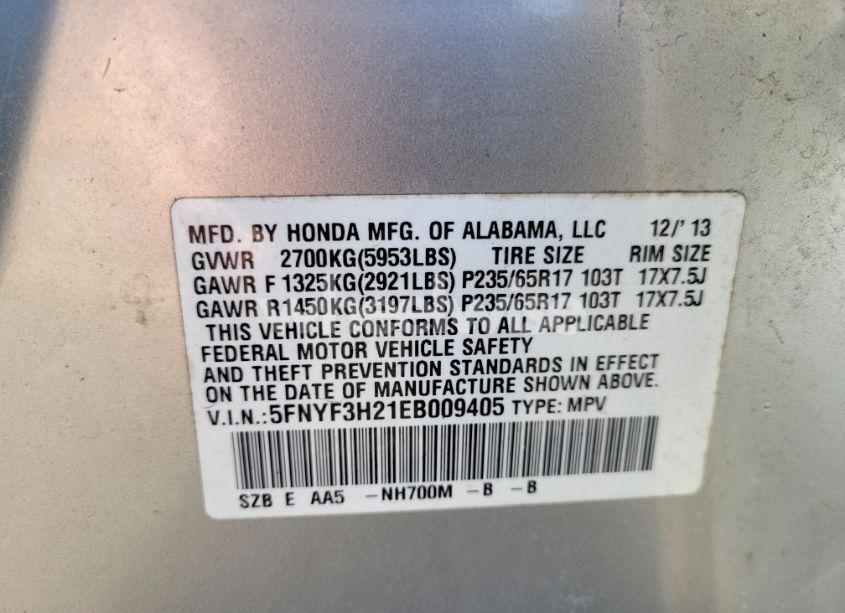 MFD. BY HONDA MFG. OF ALABAMA, LLC 12/'13
GVWR 2700KG(5953LBS) TIRE SIZE RIM SIZE
GAWR F 1325KG(2921LBS) P235/65R17 103T 17X7.5J
GAWR R1450KG(3197LBS) P235/65R17 103T 17X7.5J
THIS VEHICLE CONFORMS TO ALL APPLICABLE
FEDERAL MOTOR VEHICLE SAFETY
AND THEFT PREVENTION STANDARDS IN EFFECT
ON THE DATE OF MANUFACTURE SHOWN ABOVE.
V.I.N.:5FNYF3H21EB009405 TYPE: MPV
SZB E AA5 -NH700M -B -B